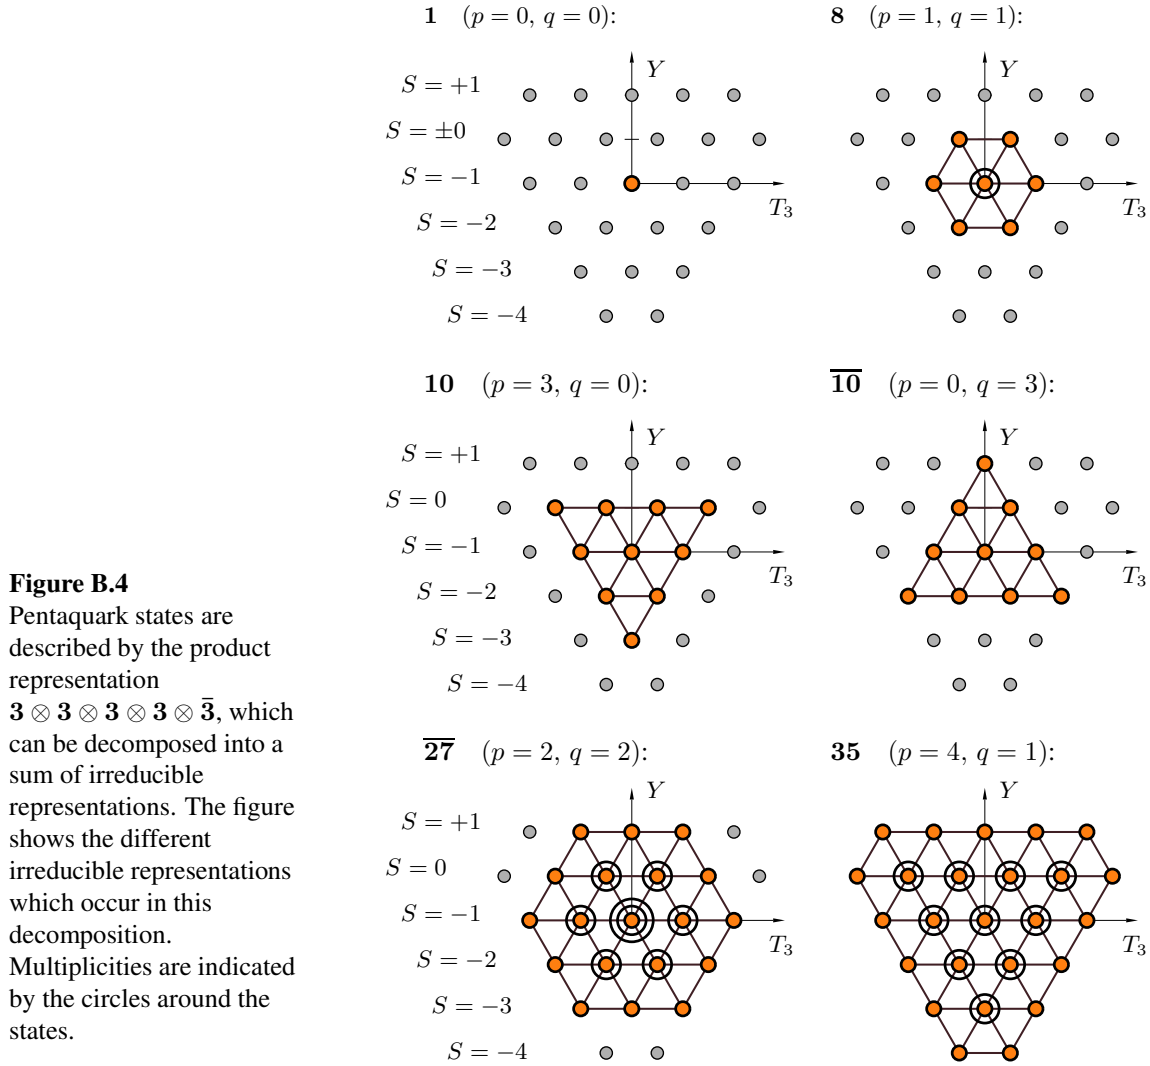 1 (p = 0, q = 0):
S = +1
S = ±0
S = −1
S = −2
S = −3
S = −4
Y
T₃
8 (p = 1, q = 1):
Y
T₃
10 (p = 3, q = 0):
S = +1
S = 0
S = −1
S = −2
S = −3
S = −4
Y
T₃
1̅0̅ (p = 0, q = 3):
Y
T₃
Figure B.4
Pentaquark states are
described by the product
representation
3 ⊗ 3 ⊗ 3 ⊗ 3 ⊗ 3̄, which
can be decomposed into a
sum of irreducible
representations. The figure
shows the different
irreducible representations
which occur in this
decomposition.
Multiplicities are indicated
by the circles around the
states.
2̅7̅ (p = 2, q = 2):
S = +1
S = 0
S = −1
S = −2
S = −3
S = −4
Y
T₃
35 (p = 4, q = 1):
Y
T₃